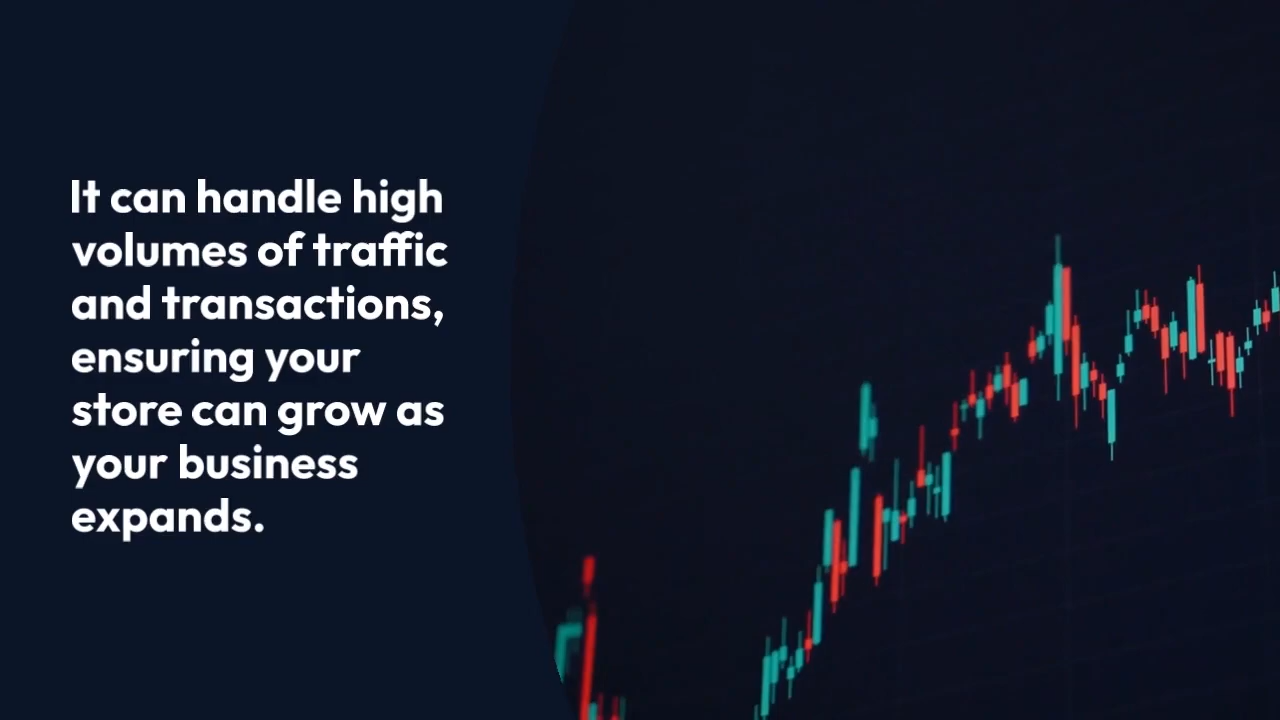 It can handle high
volumes of traffic
and transactions,
ensuring your
store can grow as
your business
expands.